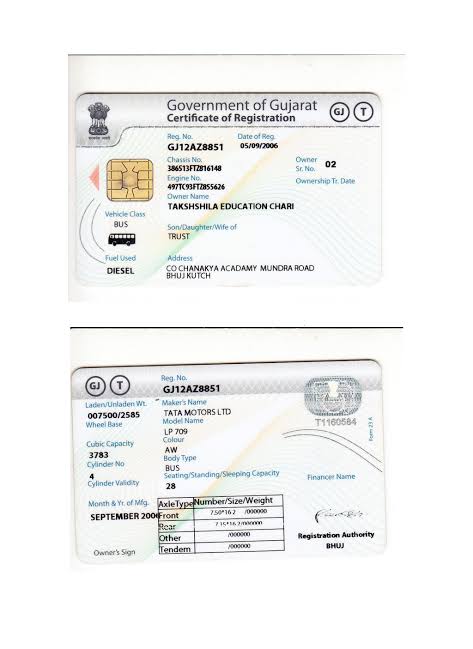 Government of Gujarat
Certificate of Registration
GJ T
Reg. No. Date of Reg.
GJ12AZ8851 05/09/2006
Chassis No.
386513FTZ816148
Owner Sr. No. 02
Engine No.
497TC93FTZ855626
Ownership Tr. Date
Owner Name
TAKSHSHILA EDUCATION CHARI
Vehicle Class
BUS
Son/Daughter/Wife of
TRUST
Fuel Used
DIESEL
Address
CO CHANAKYA ACADAMY MUNDRA ROAD
BHUJ KUTCH
GJ T
Reg. No.
GJ12AZ8851
Laden/Unladen Wt.
007500/2585
Maker's Name
TATA MOTORS LTD
Wheel Base
Model Name
LP 709
T1160584
Form 23 A
Cubic Capacity
3783
Colour
AW
Cylinder No
4
Body Type
BUS
Cylinder Validity
Seating/Standing/Sleeping Capacity
28
Financer Name
Month & Yr. of Mfg.
SEPTEMBER 2006
AxleType Number/Size/Weight
Front 7.50*16 2 /000000
Rear /000000
Other /000000
Tendem /000000
Registration Authority
BHUJ
Owner's Sign